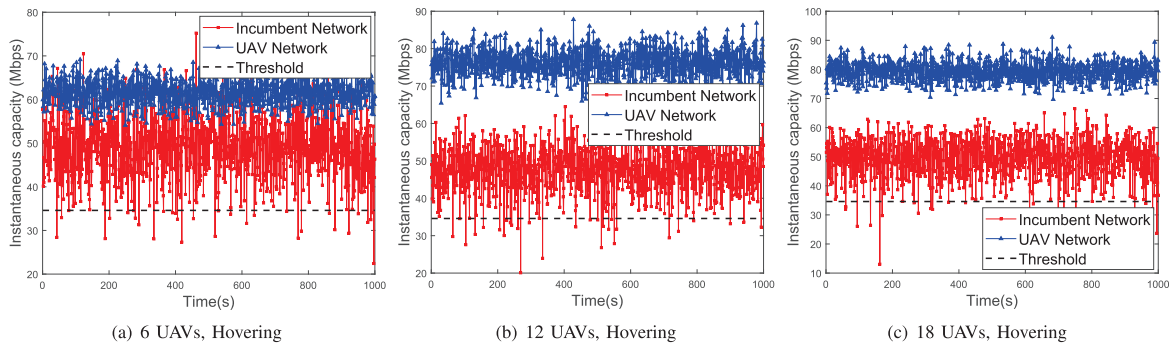 80
70
60
50
40
30
20
Instantaneous capacity (Mbps)
Incumbent Network
UAV Network
Threshold
0 200 400 600 800 1000
Time(s)
(a) 6 UAVs, Hovering
90
80
70
60
50
40
30
20
Instantaneous capacity (Mbps)
Incumbent Network
UAV Network
Threshold
0 200 400 600 800 1000
Time(s)
(b) 12 UAVs, Hovering
100
90
80
70
60
50
40
30
20
10
Instantaneous capacity (Mbps)
Incumbent Network
UAV Network
Threshold
0 200 400 600 800 1000
Time(s)
(c) 18 UAVs, Hovering